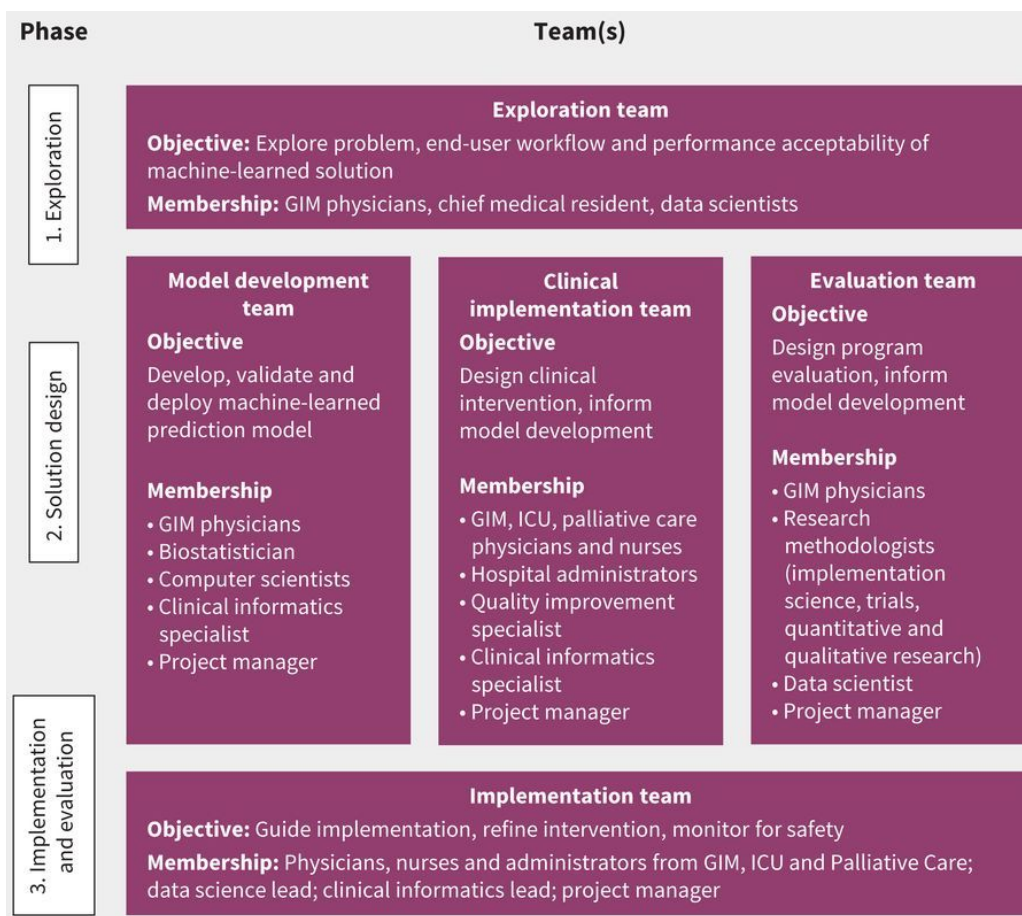 Phase
Team(s)
1. Exploration
Exploration team
Objective: Explore problem, end-user workflow and performance acceptability of
machine-learned solution
Membership: GIM physicians, chief medical resident, data scientists
2. Solution design
Model development
team
Objective
Develop, validate and
deploy machine-learned
prediction model
Membership
• GIM physicians
• Biostatistician
• Computer scientists
• Clinical informatics
specialist
• Project manager
Clinical
implementation team
Objective
Design clinical
intervention, inform
model development
Membership
• GIM, ICU, palliative care
physicians and nurses
• Hospital administrators
• Quality improvement
specialist
• Clinical informatics
specialist
• Project manager
Evaluation team
Objective
Design program
evaluation, inform
model development
Membership
• GIM physicians
• Research
methodologists
(implementation
science, trials,
quantitative and
qualitative research)
• Data scientist
• Project manager
3. Implementation
and evaluation
Implementation team
Objective: Guide implementation, refine intervention, monitor for safety
Membership: Physicians, nurses and administrators from GIM, ICU and Palliative Care;
data science lead; clinical informatics lead; project manager